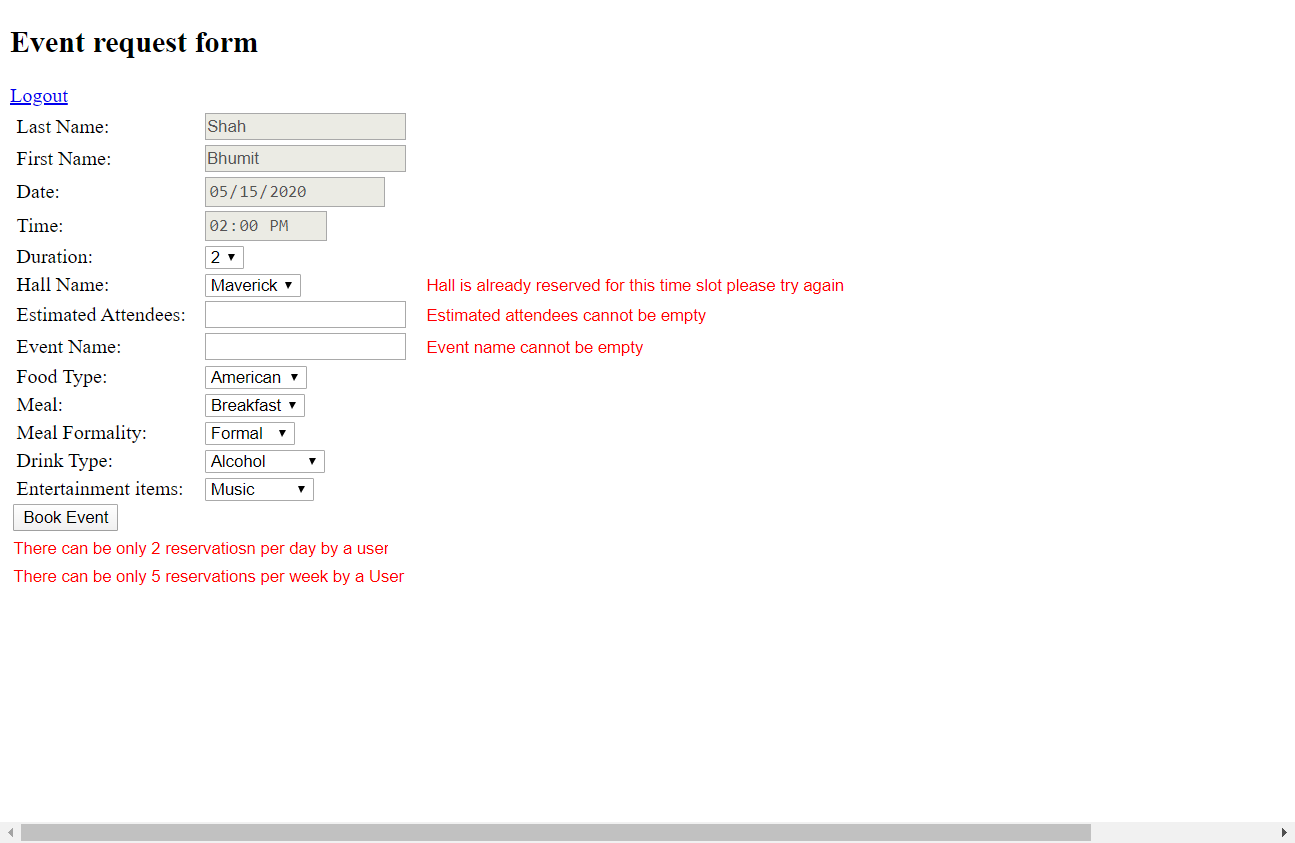 Event request form
Logout
Last Name: Shah
First Name: Bhumit
Date: 05/15/2020
Time: 02:00 PM
Duration: 2
Hall Name: Maverick Hall is already reserved for this time slot please try again
Estimated Attendees: Estimated attendees cannot be empty
Event Name: Event name cannot be empty
Food Type: American
Meal: Breakfast
Meal Formality: Formal
Drink Type: Alcohol
Entertainment items: Music
Book Event
There can be only 2 reservatiosn per day by a user
There can be only 5 reservations per week by a User